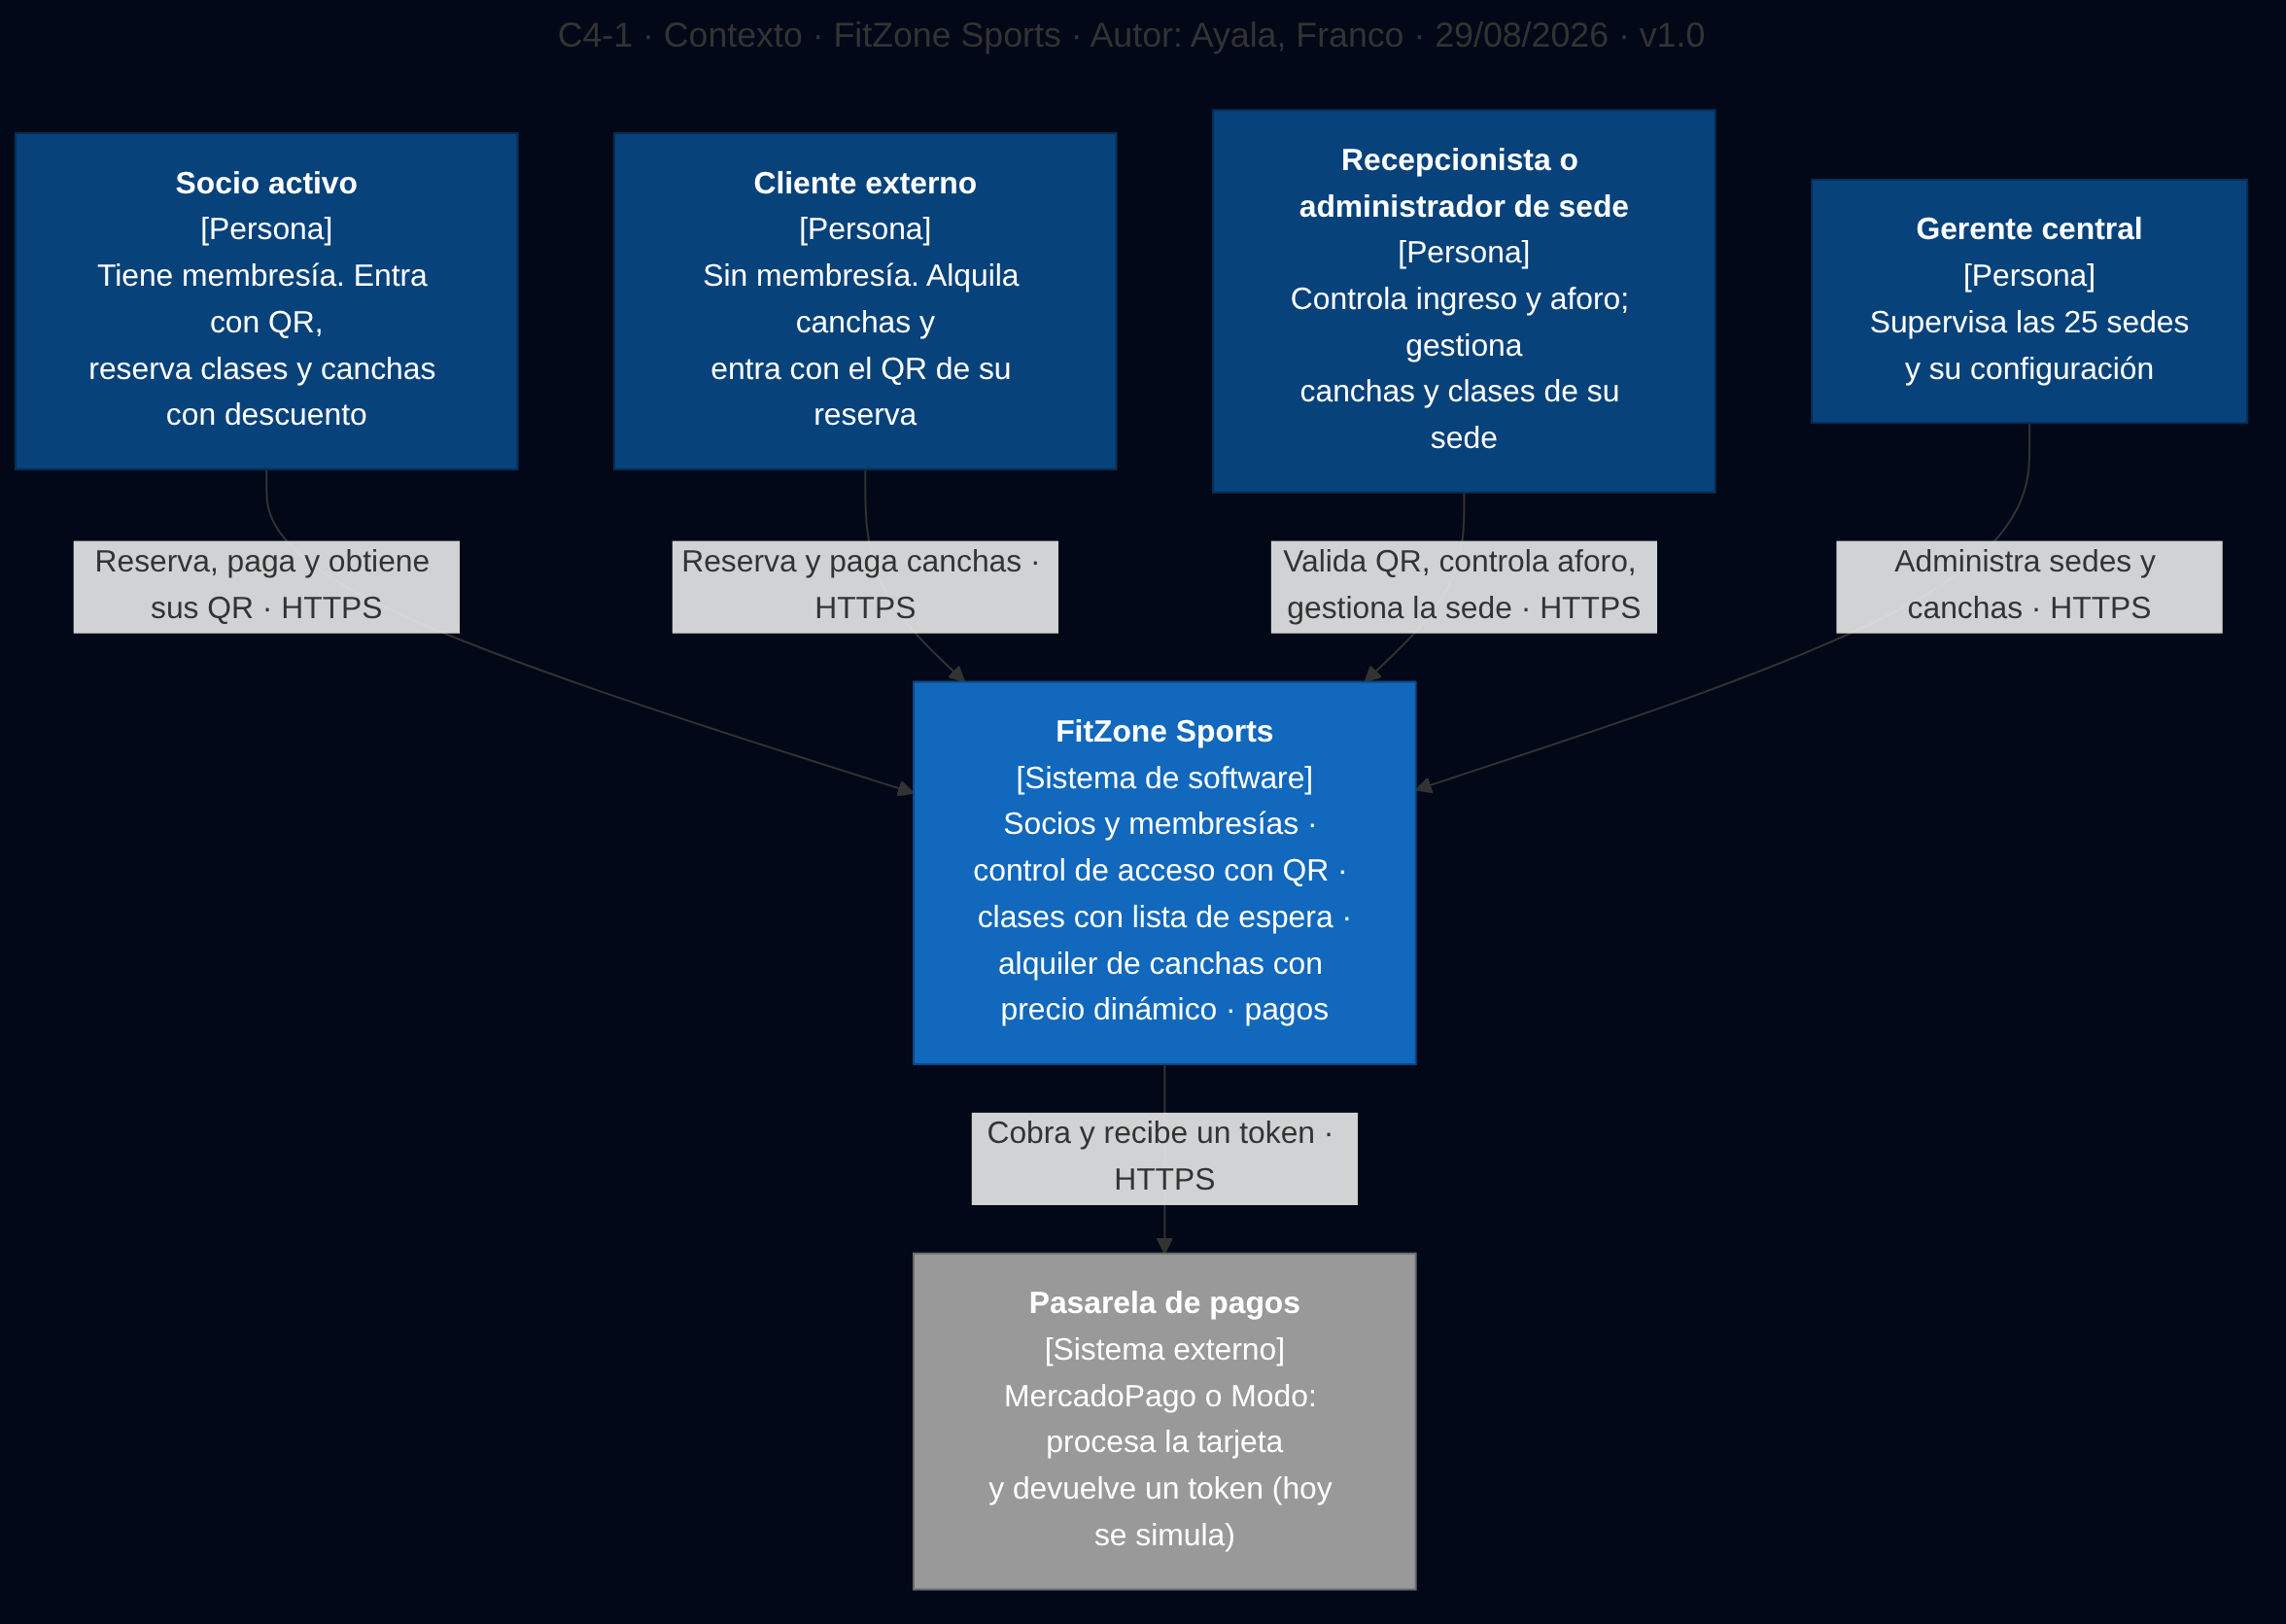 C4-1 · Contexto · FitZone Sports · Autor: Ayala, Franco · 29/08/2026 · v1.0
Socio activo
[Persona]
Tiene membresía. Entra
con QR,
reserva clases y canchas
con descuento
Cliente externo
[Persona]
Sin membresía. Alquila
canchas y
entra con el QR de su
reserva
Recepcionista o
administrador de sede
[Persona]
Controla ingreso y aforo;
gestiona
canchas y clases de su
sede
Gerente central
[Persona]
Supervisa las 25 sedes
y su configuración
Reserva, paga y obtiene
sus QR · HTTPS
Reserva y paga canchas ·
HTTPS
Valida QR, controla aforo,
gestiona la sede · HTTPS
Administra sedes y
canchas · HTTPS
FitZone Sports
[Sistema de software]
Socios y membresías ·
control de acceso con QR ·
clases con lista de espera ·
alquiler de canchas con
precio dinámico · pagos
Cobra y recibe un token ·
HTTPS
Pasarela de pagos
[Sistema externo]
MercadoPago o Modo:
procesa la tarjeta
y devuelve un token (hoy
se simula)